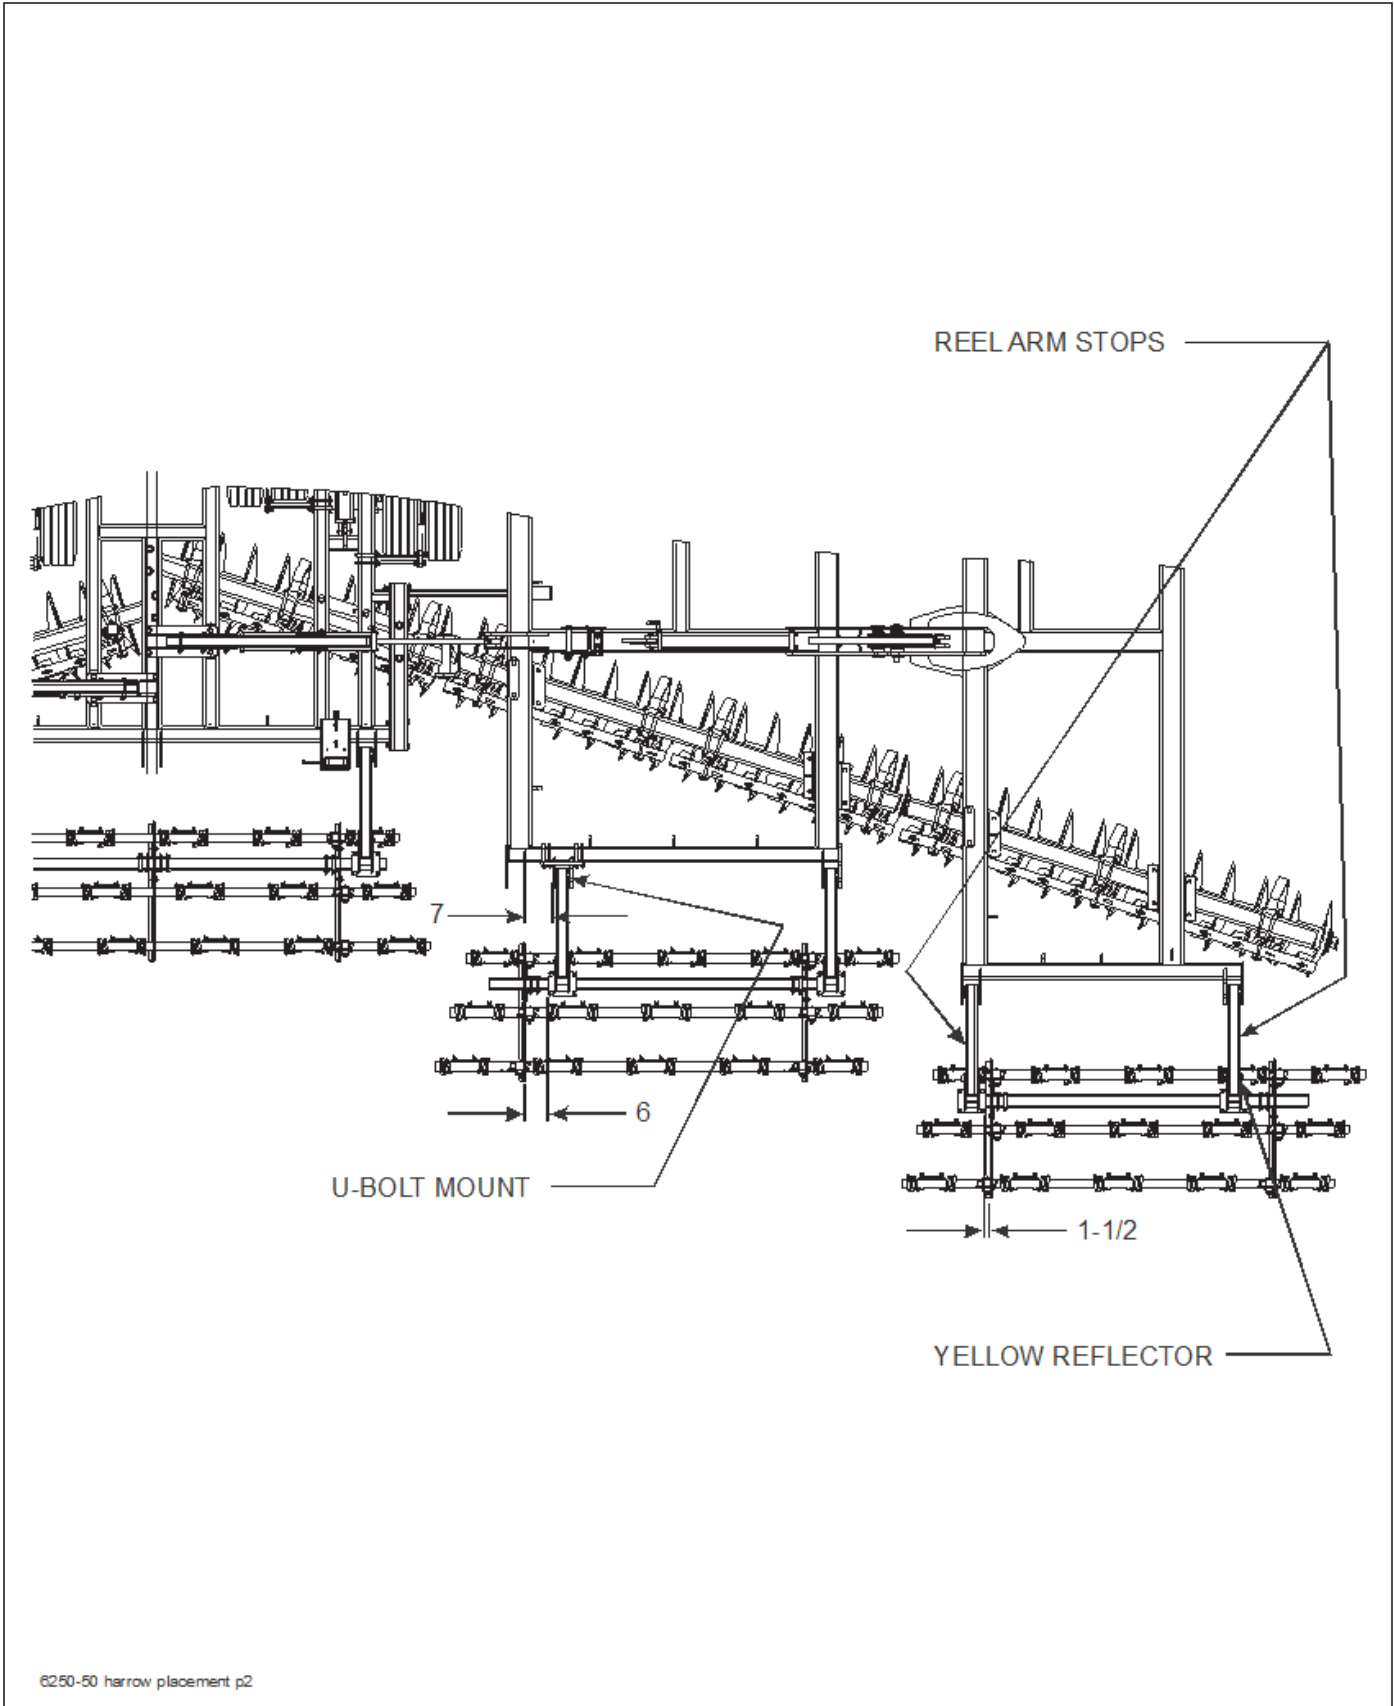 REEL ARM STOPS
7
6
U-BOLT MOUNT
1-1/2
YELLOW REFLECTOR
6250-50 harrow placement p2